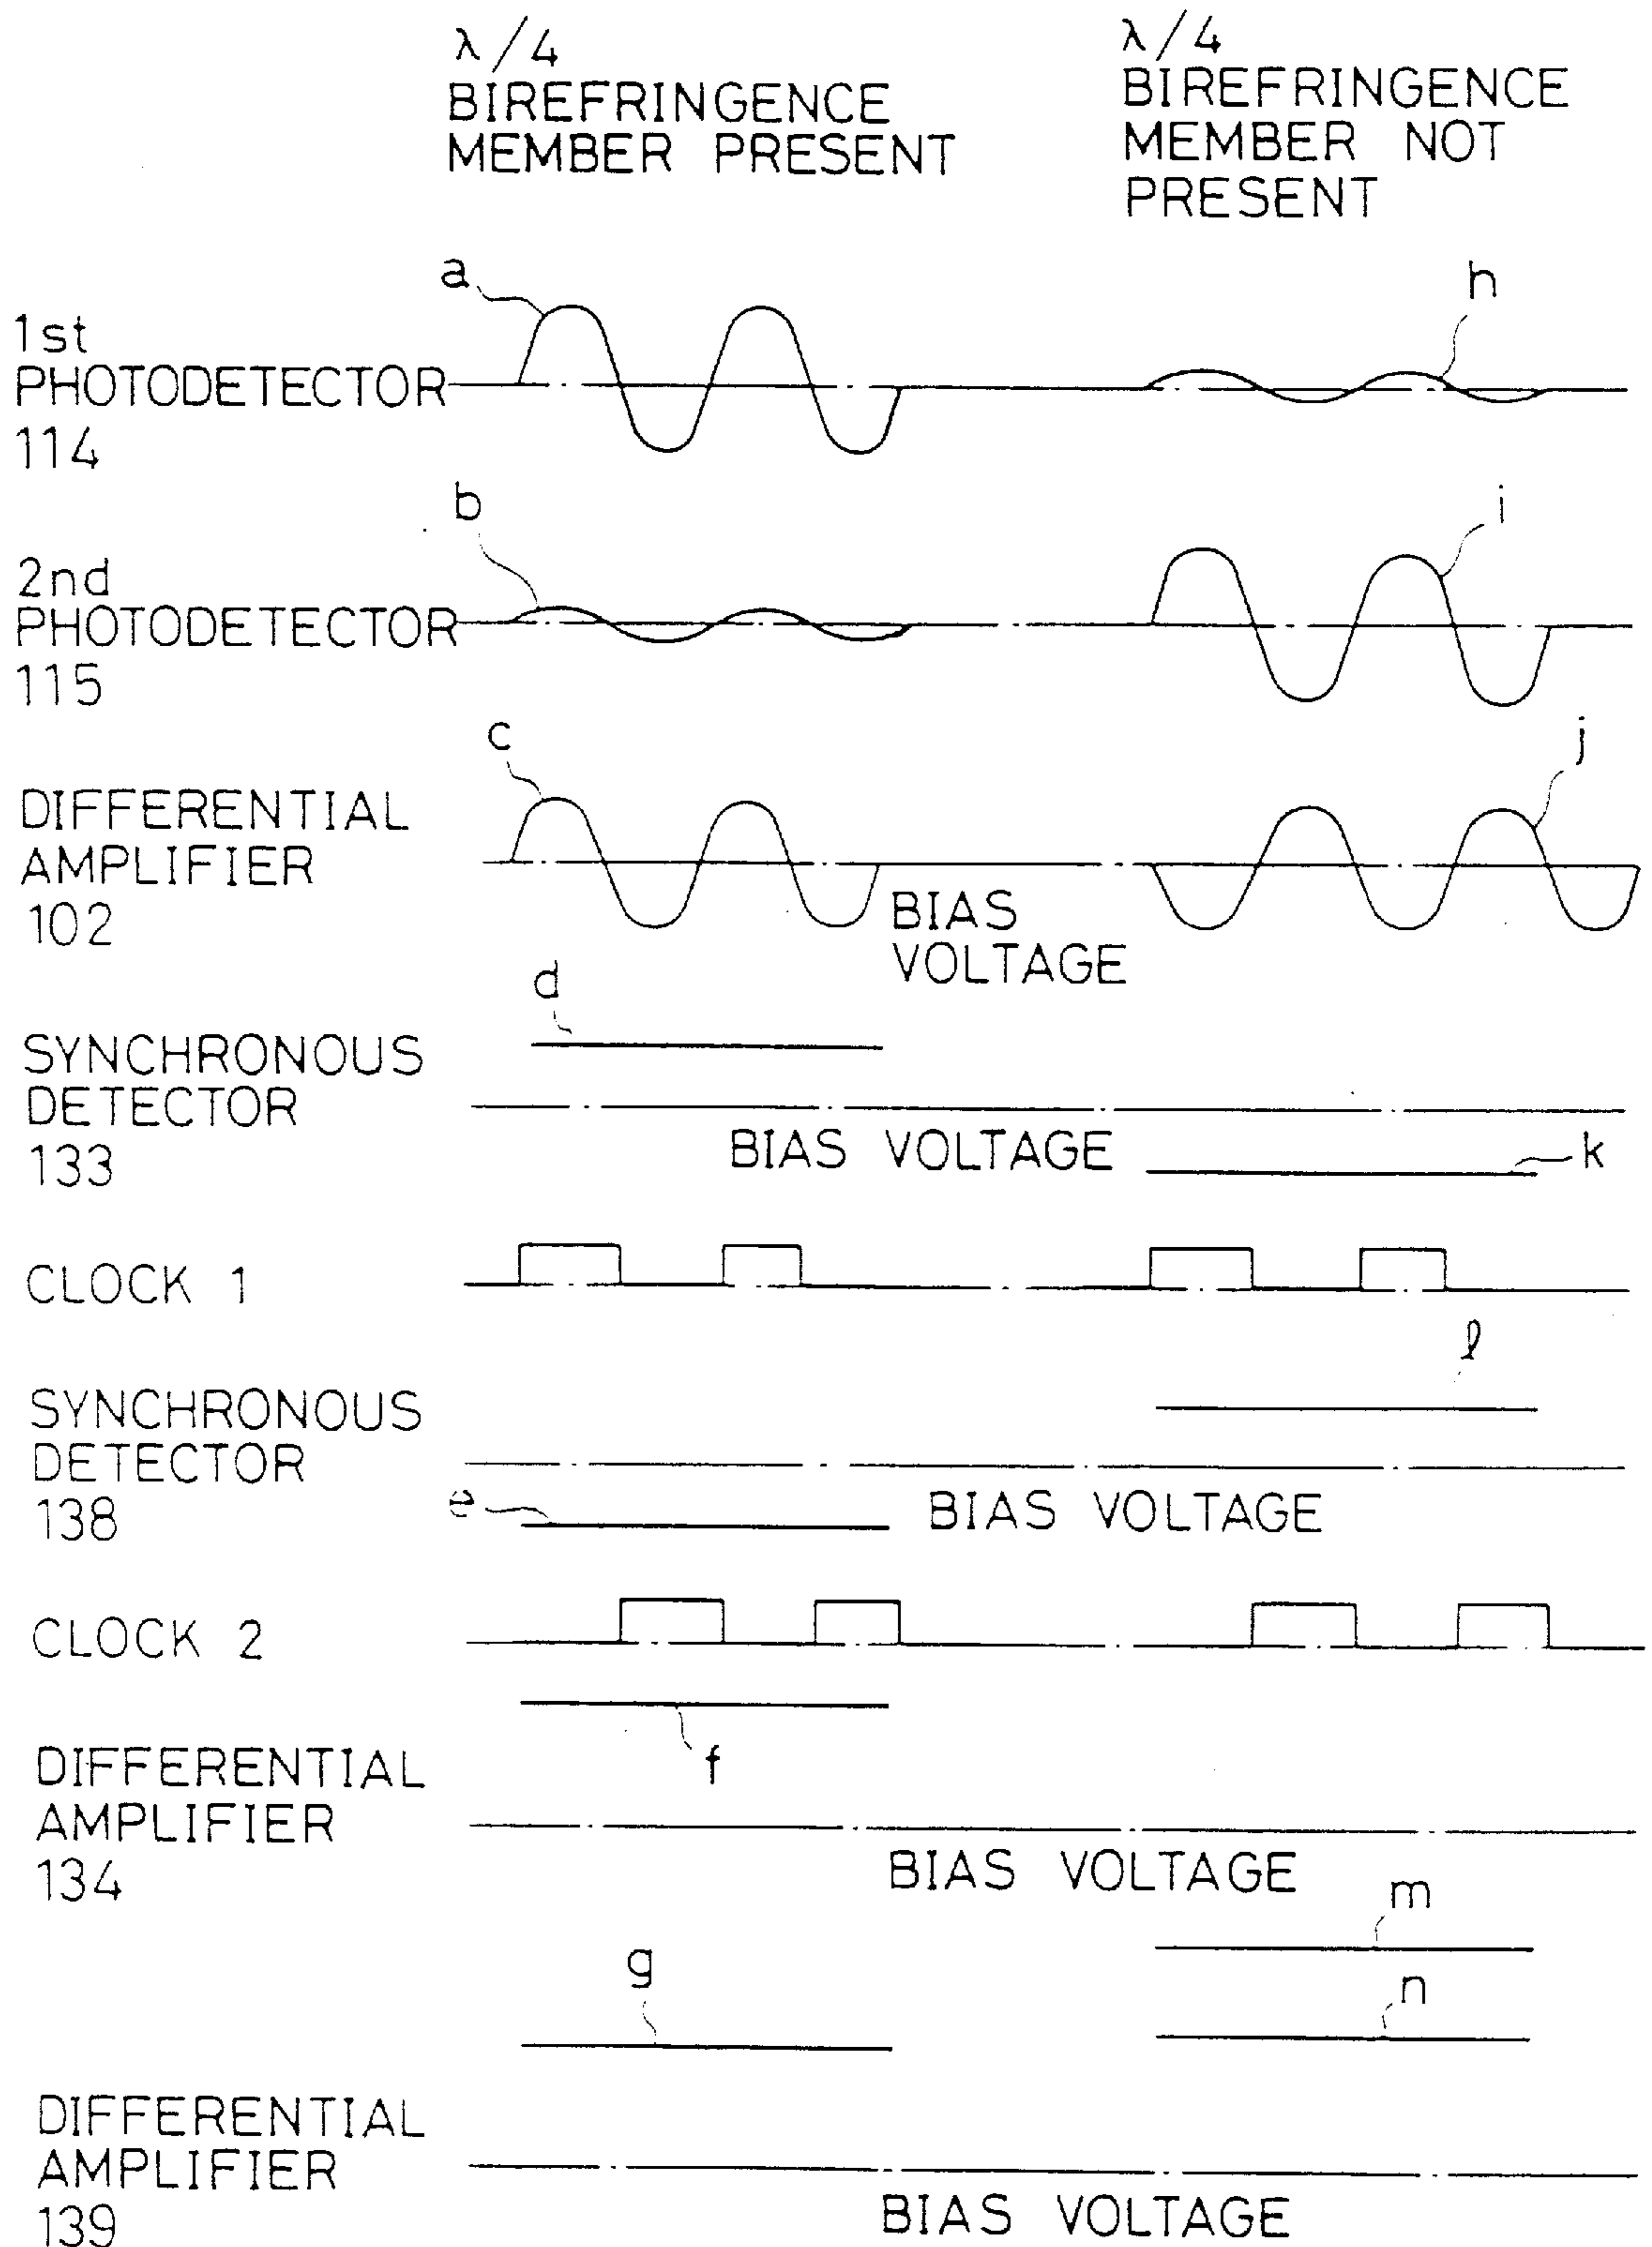 λ/4
BIREFRINGENCE
MEMBER PRESENT
λ/4
BIREFRINGENCE
MEMBER NOT
PRESENT
a
h
1st
PHOTODETECTOR
114
b
i
2nd
PHOTODETECTOR
115
c
j
DIFFERENTIAL
AMPLIFIER
102
BIAS
VOLTAGE
d
SYNCHRONOUS
DETECTOR
133
BIAS VOLTAGE
k
CLOCK 1
l
SYNCHRONOUS
DETECTOR
138
e
BIAS VOLTAGE
CLOCK 2
f
DIFFERENTIAL
AMPLIFIER
134
BIAS VOLTAGE
m
g
n
DIFFERENTIAL
AMPLIFIER
139
BIAS VOLTAGE